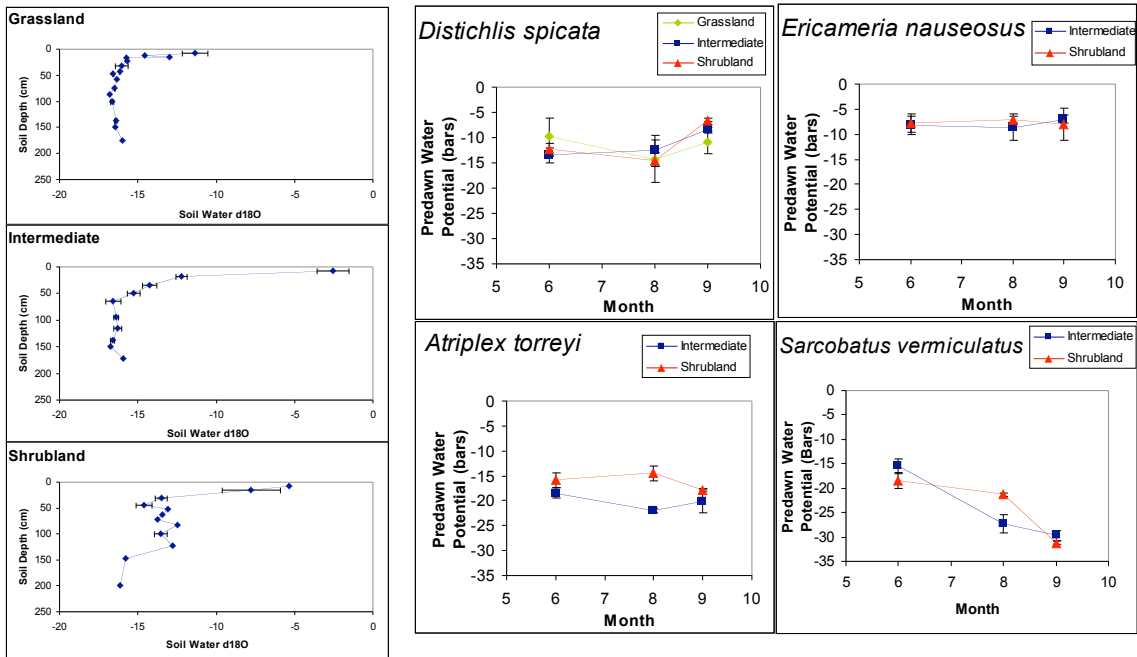 Grassland
0
50
100
150
200
250
Soil Depth (cm)
-20 -15 -10 -5 0
Soil Water d18O
Intermediate
0
50
100
150
200
250
Soil Depth (cm)
-20 -15 -10 -5 0
Soil Water d18O
Shrubland
0
50
100
150
200
250
Soil Depth (cm)
-20 -15 -10 -5 0
Soil Water d18O
Distichlis spicata
Grassland
Intermediate
Shrubland
0
-5
-10
-15
-20
-25
-30
-35
Predawn Water
Potential (bars)
5 6 7 8 9 10
Month
Ericameria nauseosus
Intermediate
Shrubland
0
-5
-10
-15
-20
-25
-30
-35
Predawn Water
Potential (bars)
5 6 7 8 9 10
Month
Atriplex torreyi
Intermediate
Shrubland
0
-5
-10
-15
-20
-25
-30
-35
Predawn Water
Potential (bars)
5 6 7 8 9 10
Month
Sarcobatus vermiculatus
Intermediate
Shrubland
0
-5
-10
-15
-20
-25
-30
-35
Predawn Water
Potential (Bars)
5 6 7 8 9 10
Month